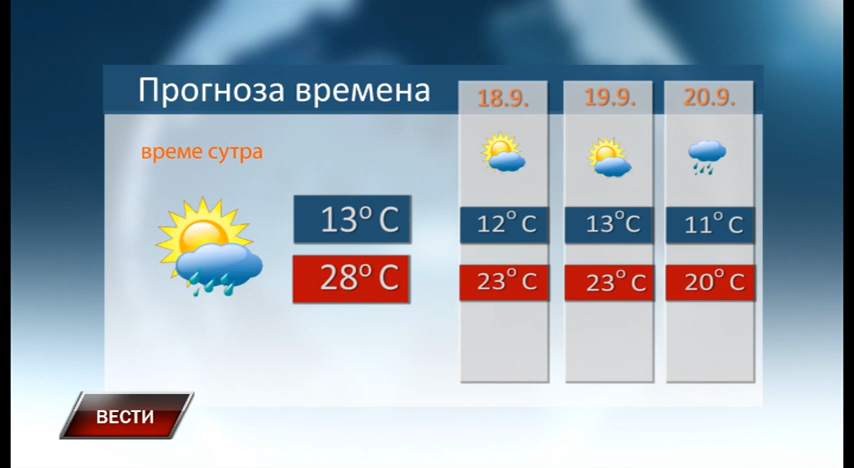 Прогноза времена
време сутра
13° C
28° C
18.9. 19.9. 20.9.
12° C 13°C 11° C
23° C 23° C 20° C
ВЕСТИ